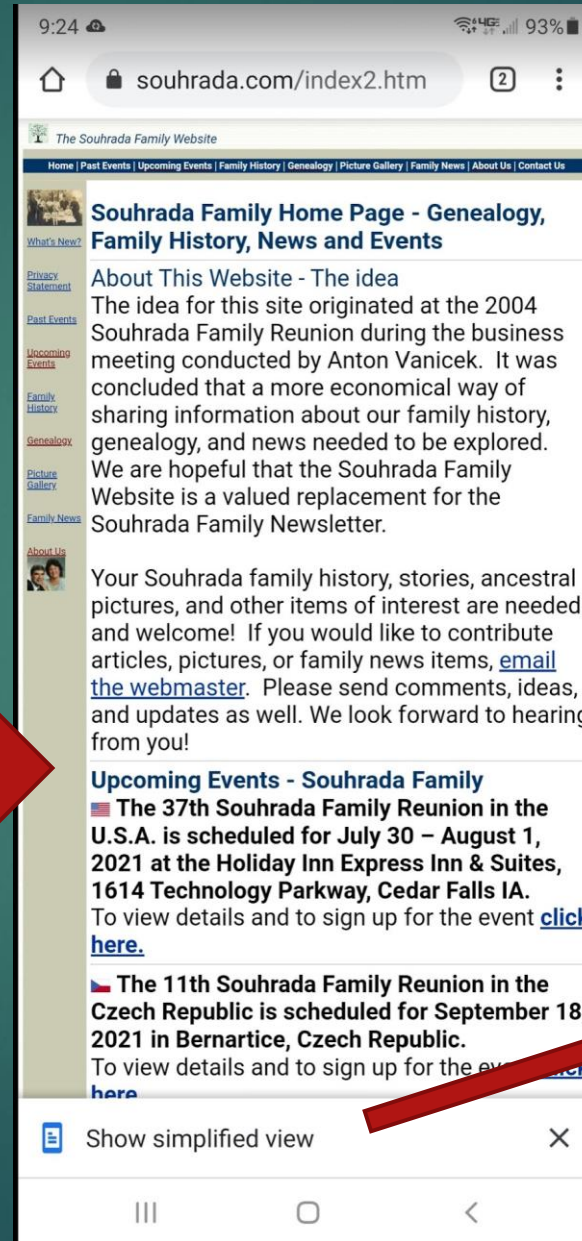 9:24 4GE 93%
souhrada.com/index2.htm 2
The Souhrada Family Website
Home | Past Events | Upcoming Events | Family History | Genealogy | Picture Gallery | Family News | About Us | Contact Us
What's New?
Privacy
Statement
Past Events
Upcoming
Events
Family
History
Genealogy
Picture
Gallery
Family News
About Us
Souhrada Family Home Page - Genealogy,
Family History, News and Events
About This Website - The idea
The idea for this site originated at the 2004
Souhrada Family Reunion during the business
meeting conducted by Anton Vanicek. It was
concluded that a more economical way of
sharing information about our family history,
genealogy, and news needed to be explored.
We are hopeful that the Souhrada Family
Website is a valued replacement for the
Souhrada Family Newsletter.
Your Souhrada family history, stories, ancestral
pictures, and other items of interest are needed
and welcome! If you would like to contribute
articles, pictures, or family news items, email
the webmaster. Please send comments, ideas,
and updates as well. We look forward to hearing
from you!
Upcoming Events - Souhrada Family
The 37th Souhrada Family Reunion in the
U.S.A. is scheduled for July 30 – August 1,
2021 at the Holiday Inn Express Inn & Suites,
1614 Technology Parkway, Cedar Falls IA.
To view details and to sign up for the event click
here.
The 11th Souhrada Family Reunion in the
Czech Republic is scheduled for September 18
2021 in Bernartice, Czech Republic.
To view details and to sign up for the
here
Show simplified view